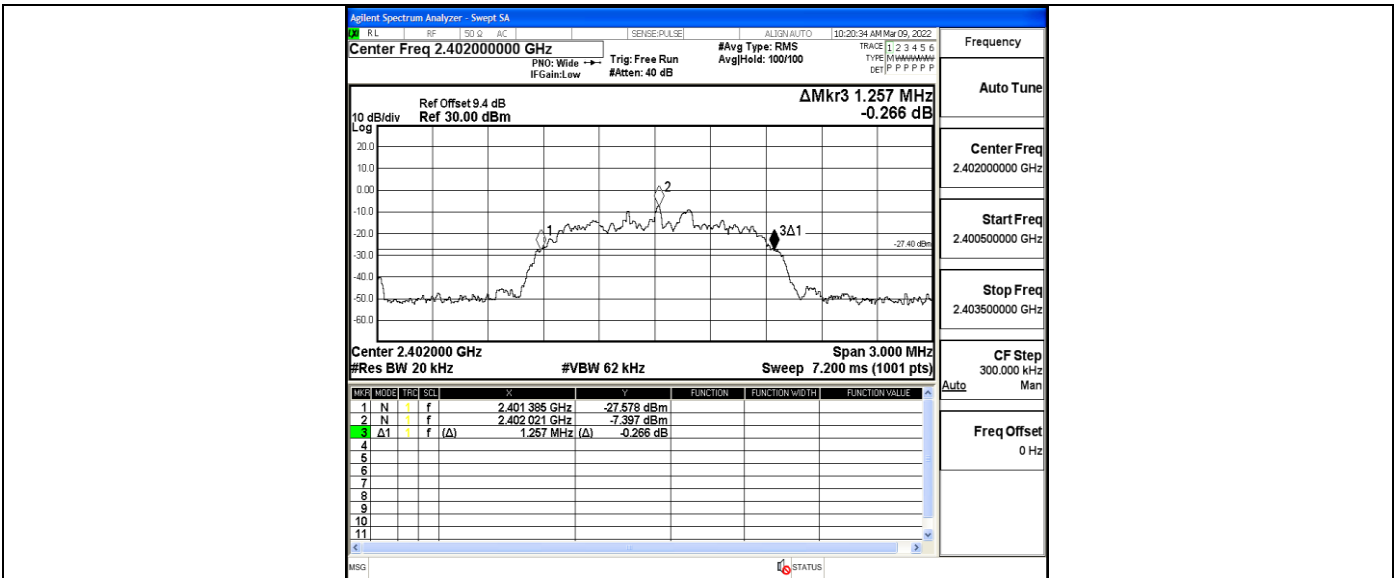 Agilent Spectrum Analyzer - Swept SA
RL RF 50 Ω AC SENSE:PULSE ALIGN AUTO 10:20:34 AM Mar 09, 2022
Center Freq 2.402000000 GHz
#Avg Type: RMS
TRACE 1 2 3 4 5 6
PNO: Wide
Trig: Free Run
Avg|Hold: 100/100
TYPE M WWWWW
IFGain:Low
#Atten: 40 dB
DET P P P P P P
Ref Offset 9.4 dB
ΔMkr3 1.257 MHz
10 dB/div Ref 30.00 dBm
-0.266 dB
Log
20.0
10.0
0.00
-10.0
-20.0
-30.0
-40.0
-50.0
-60.0
1
2
3Δ1
-27.40 dBm
Center 2.402000 GHz Span 3.000 MHz
#Res BW 20 kHz #VBW 62 kHz Sweep 7.200 ms (1001 pts)
MKR MODE TRC SCL X Y FUNCTION FUNCTION WIDTH FUNCTION VALUE
1 N 1 f 2.401 385 GHz -27.578 dBm
2 N 1 f 2.402 021 GHz -7.397 dBm
3 Δ1 1 f (Δ) 1.257 MHz (Δ) -0.266 dB
4
5
6
7
8
9
10
11
MSG STATUS
Frequency
Auto Tune
Center Freq
2.402000000 GHz
Start Freq
2.400500000 GHz
Stop Freq
2.403500000 GHz
CF Step
300.000 kHz
Auto Man
Freq Offset
0 Hz